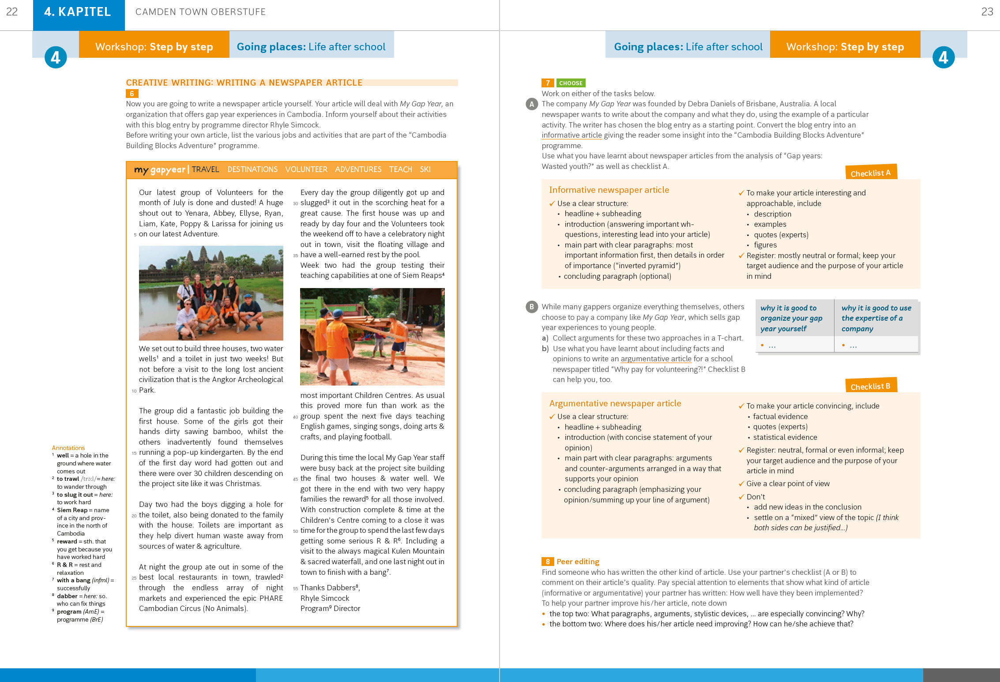 22
4. KAPITEL
CAMDEN TOWN OBERSTUFE
4
Workshop: Step by step
Going places: Life after school
CREATIVE WRITING: WRITING A NEWSPAPER ARTICLE
6
Now you are going to write a newspaper article yourself. Your article will deal with My Gap Year, an
organization that offers gap year experiences in Cambodia. Inform yourself about their activities
with this blog entry by programme director Rhyle Simcock.
Before writing your own article, list the various jobs and activities that are part of the “Cambodia
Building Blocks Adventure” programme.
my gapyear | TRAVEL DESTINATIONS VOLUNTEER ADVENTURES TEACH SKI
Our latest group of Volunteers for the
month of July is done and dusted! A huge
shout out to Yenara, Abbey, Ellyse, Ryan,
Liam, Kate, Poppy & Larissa for joining us
5 on our latest Adventure.
We set out to build three houses, two water
wells¹ and a toilet in just two weeks! But
not before a visit to the long lost ancient
civilization that is the Angkor Archeological
10 Park.
The group did a fantastic job building the
first house. Some of the girls got their
hands dirty sawing bamboo, whilst the
others inadvertently found themselves
15 running a pop-up kindergarten. By the end
of the first day word had gotten out and
there were over 30 children descending on
the project site like it was Christmas.
Day two had the boys digging a hole for
20 the toilet, also being donated to the family
with the house. Toilets are important as
they help divert human waste away from
sources of water & agriculture.
At night the group ate out in some of the
25 best local restaurants in town, trawled²
through the endless array of night
markets and experienced the epic PHARE
Cambodian Circus (No Animals).
Every day the group diligently got up and
30 slugged³ it out in the scorching heat for a
great cause. The first house was up and
ready by day four and the Volunteers took
the weekend off to have a celebratory night
out in town, visit the floating village and
35 have a well-earned rest by the pool.
Week two had the group testing their
teaching capabilities at one of Siem Reaps⁴
most important Children Centres. As usual
this proved more fun than work as the
40 group spent the next five days teaching
English games, singing songs, doing arts &
crafts, and playing football.
During this time the local My Gap Year staff
were busy back at the project site building
45 the final two houses & water well. We
got there in the end with two very happy
families the reward⁵ for all those involved.
With construction complete & time at the
Children’s Centre coming to a close it was
50 time for the group to spend the last few days
getting some serious R & R⁶. Including a
visit to the always magical Kulen Mountain
& sacred waterfall, and one last night out in
town to finish with a bang⁷.
55 Thanks Dabbers⁸,
Rhyle Simcock
Program⁹ Director
Annotations
¹ well = a hole in the
ground where water
comes out
² to trawl /trɔːl/= here:
to wander through
³ to slug it out = here:
to work hard
⁴ Siem Reap = name
of a city and prov-
ince in the north of
Cambodia
⁵ reward = sth. that
you get because you
have worked hard
⁶ R & R = rest and
relaxation
⁷ with a bang (infml) =
successfully
⁸ dabber = here: so.
who can fix things
⁹ program (AmE) =
programme (BrE)
23
Going places: Life after school
Workshop: Step by step
4
7 CHOOSE
Work on either of the tasks below.
A The company My Gap Year was founded by Debra Daniels of Brisbane, Australia. A local
newspaper wants to write about the company and what they do, using the example of a particular
activity. The writer has chosen the blog entry as a starting point. Convert the blog entry into an
informative article giving the reader some insight into the “Cambodia Building Blocks Adventure”
programme.
Use what you have learnt about newspaper articles from the analysis of “Gap years:
Wasted youth?” as well as checklist A.
Checklist A
Informative newspaper article
✓ Use a clear structure:
• headline + subheading
• introduction (answering important wh-
questions, interesting lead into your article)
• main part with clear paragraphs: most
important information first, then details in order
of importance (“inverted pyramid”)
• concluding paragraph (optional)
✓ To make your article interesting and
approachable, include
• description
• examples
• quotes (experts)
• figures
✓ Register: mostly neutral or formal; keep your
target audience and the purpose of your article
in mind
B While many gappers organize everything themselves, others
choose to pay a company like My Gap Year, which sells gap
year experiences to young people.
a) Collect arguments for these two approaches in a T-chart.
b) Use what you have learnt about including facts and
opinions to write an argumentative article for a school
newspaper titled “Why pay for volunteering?!” Checklist B
can help you, too.
why it is good to
organize your gap
year yourself
• ...
why it is good to use
the expertise of a
company
• ...
Checklist B
Argumentative newspaper article
✓ Use a clear structure:
• headline + subheading
• introduction (with concise statement of your
opinion)
• main part with clear paragraphs: arguments
and counter-arguments arranged in a way that
supports your opinion
• concluding paragraph (emphasizing your
opinion/summing up your line of argument)
✓ To make your article convincing, include
• factual evidence
• quotes (experts)
• statistical evidence
✓ Register: neutral, formal or even informal; keep
your target audience and the purpose of your
article in mind
✓ Give a clear point of view
✓ Don’t
• add new ideas in the conclusion
• settle on a “mixed” view of the topic (I think
both sides can be justified...)
8 Peer editing
Find someone who has written the other kind of article. Use your partner’s checklist (A or B) to
comment on their article’s quality. Pay special attention to elements that show what kind of article
(informative or argumentative) your partner has written: How well have they been implemented?
To help your partner improve his/her article, note down
• the top two: What paragraphs, arguments, stylistic devices, ... are especially convincing? Why?
• the bottom two: Where does his/her article need improving? How can he/she achieve that?